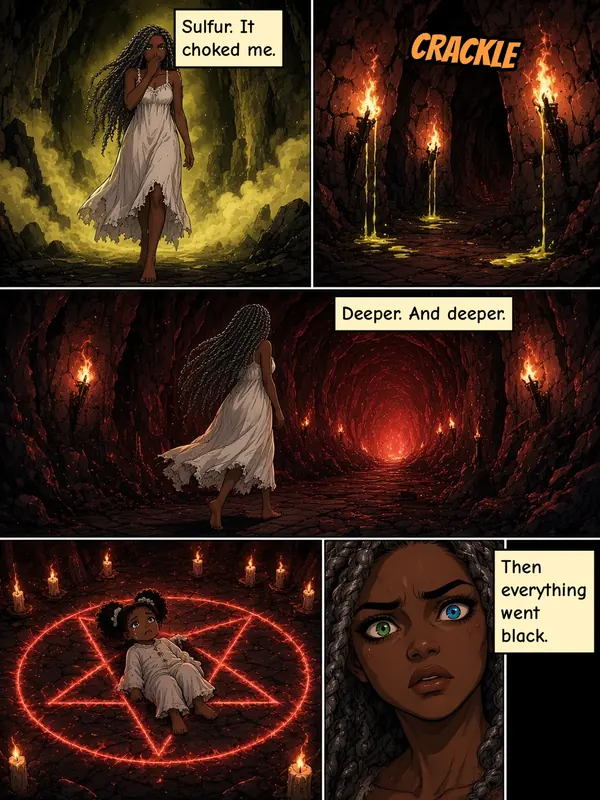 Sulfur. It
choked me.
CRACKLE
Deeper. And deeper.
Then
everything
went
black.